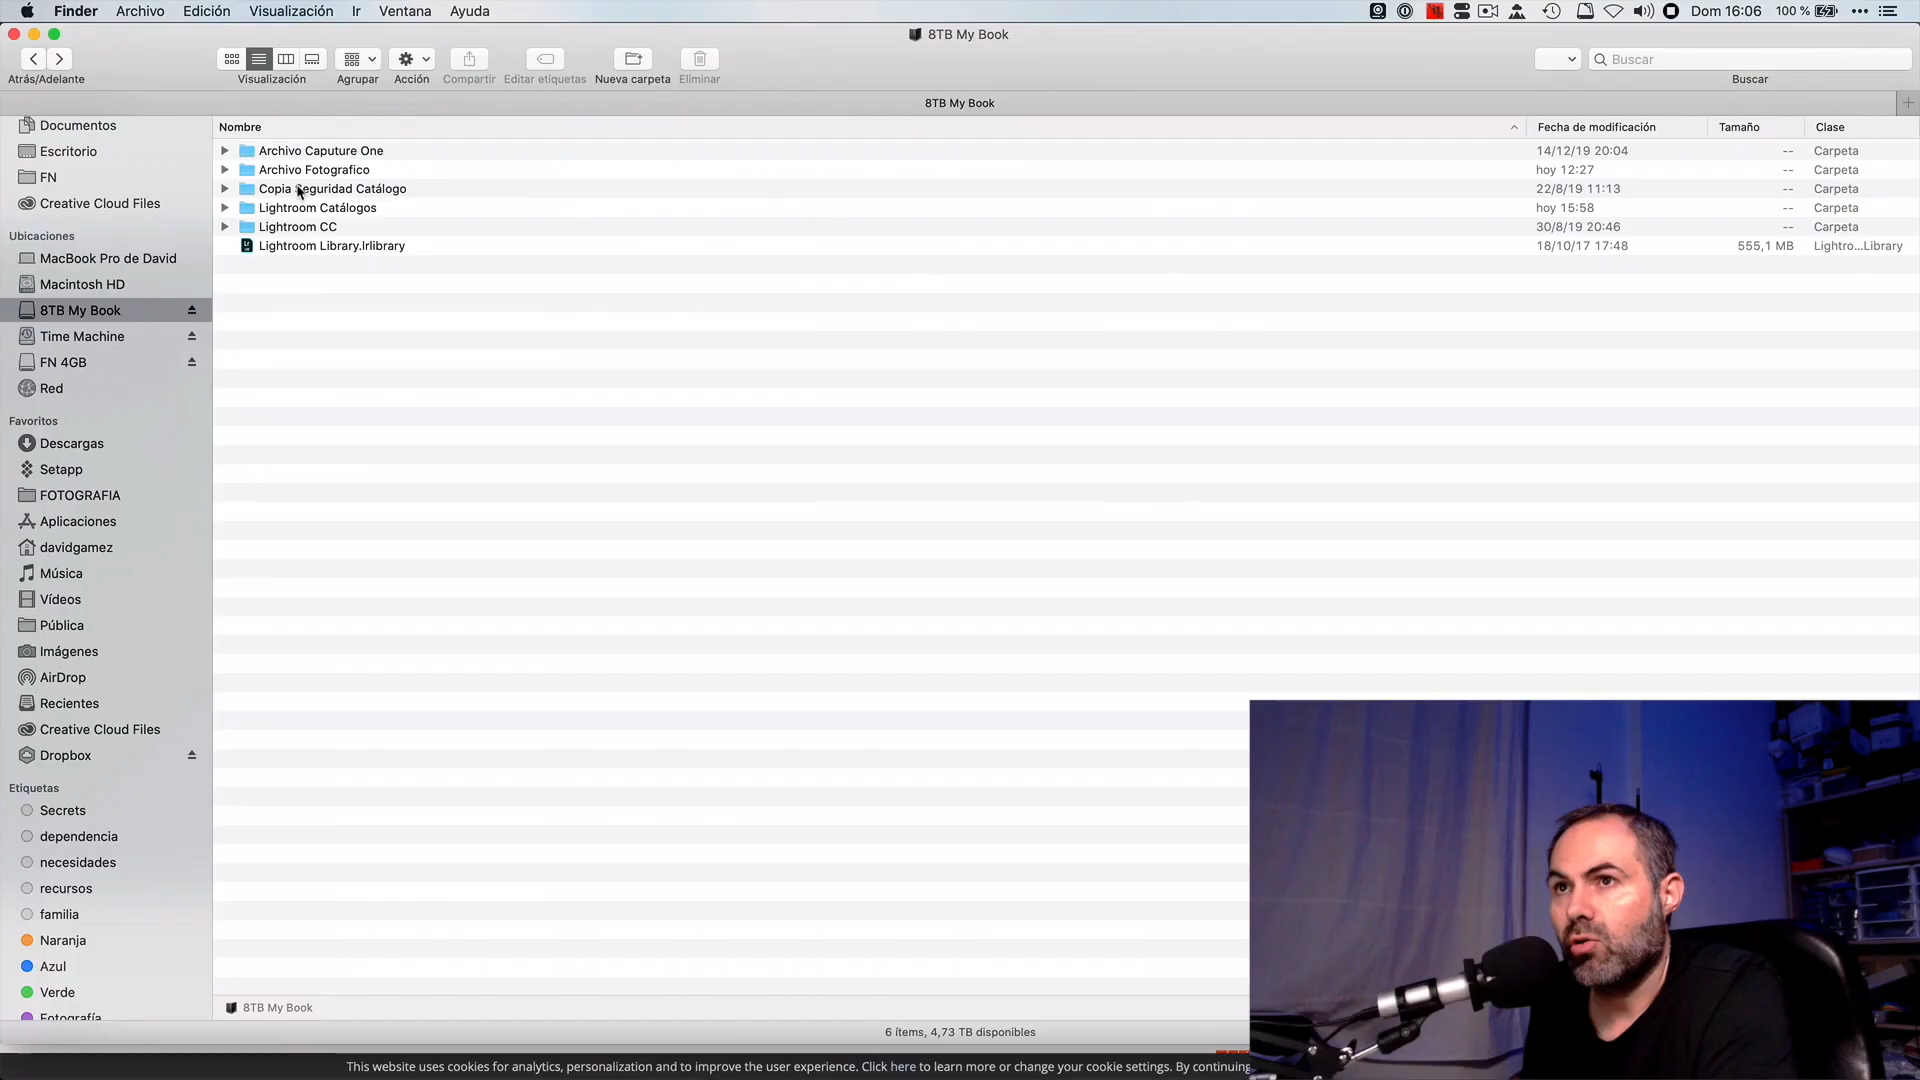 Finder Archivo Edición Visualización Ir Ventana Ayuda Dom 16:06 100 %
8TB My Book
Atrás/Adelante Visualización Agrupar Acción Compartir Editar etiquetas Nueva carpeta Eliminar Buscar
Buscar
8TB My Book
Nombre Fecha de modificación Tamaño Clase
Archivo Caputure One 14/12/19 20:04 -- Carpeta
Archivo Fotografico hoy 12:27 -- Carpeta
Copia Seguridad Catálogo 22/8/19 11:13 -- Carpeta
Lightroom Catálogos hoy 15:58 -- Carpeta
Lightroom CC 30/8/19 20:46 -- Carpeta
Lightroom Library.lrlibrary 18/10/17 17:48 555,1 MB Lightro...Library
Documentos
Escritorio
FN
Creative Cloud Files
Ubicaciones
MacBook Pro de David
Macintosh HD
8TB My Book
Time Machine
FN 4GB
Red
Favoritos
Descargas
Setapp
FOTOGRAFIA
Aplicaciones
davidgamez
Música
Vídeos
Pública
Imágenes
AirDrop
Recientes
Creative Cloud Files
Dropbox
Etiquetas
Secrets
dependencia
necesidades
recursos
familia
Naranja
Azul
Verde
Fotografía
8TB My Book
6 ítems, 4,73 TB disponibles
This website uses cookies for analytics, personalization and to improve the user experience. Click here to learn more or change your cookie settings. By continuing